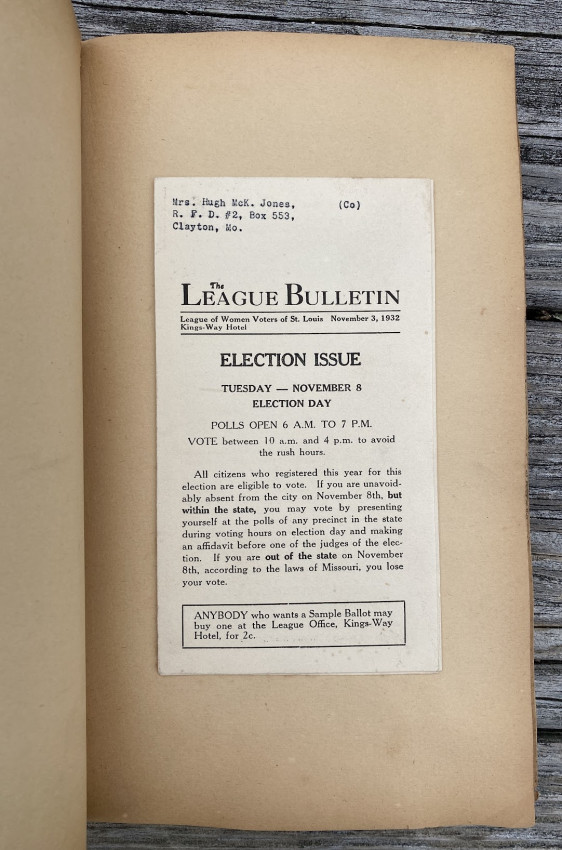 Mrs. Hugh McK. Jones, (Co)
R. F. D. #2, Box 553,
Clayton, Mo.
The
LEAGUE BULLETIN
League of Women Voters of St. Louis November 3, 1932
Kings-Way Hotel
ELECTION ISSUE
TUESDAY — NOVEMBER 8
ELECTION DAY
POLLS OPEN 6 A.M. TO 7 P.M.
VOTE between 10 a.m. and 4 p.m. to avoid
the rush hours.
All citizens who registered this year for this
election are eligible to vote. If you are unavoid-
ably absent from the city on November 8th, but
within the state, you may vote by presenting
yourself at the polls of any precinct in the state
during voting hours on election day and making
an affidavit before one of the judges of the elec-
tion. If you are out of the state on November
8th, according to the laws of Missouri, you lose
your vote.
ANYBODY who wants a Sample Ballot may
buy one at the League Office, Kings-Way
Hotel, for 2c.